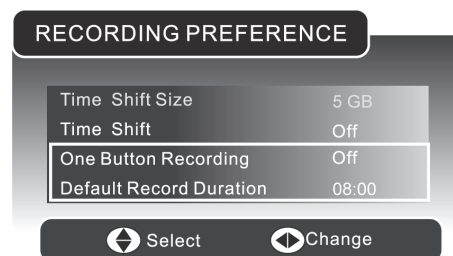 RECORDING PREFERENCE
Time Shift Size 5 GB
Time Shift Off
One Button Recording Off
Default Record Duration 08:00
Select Change